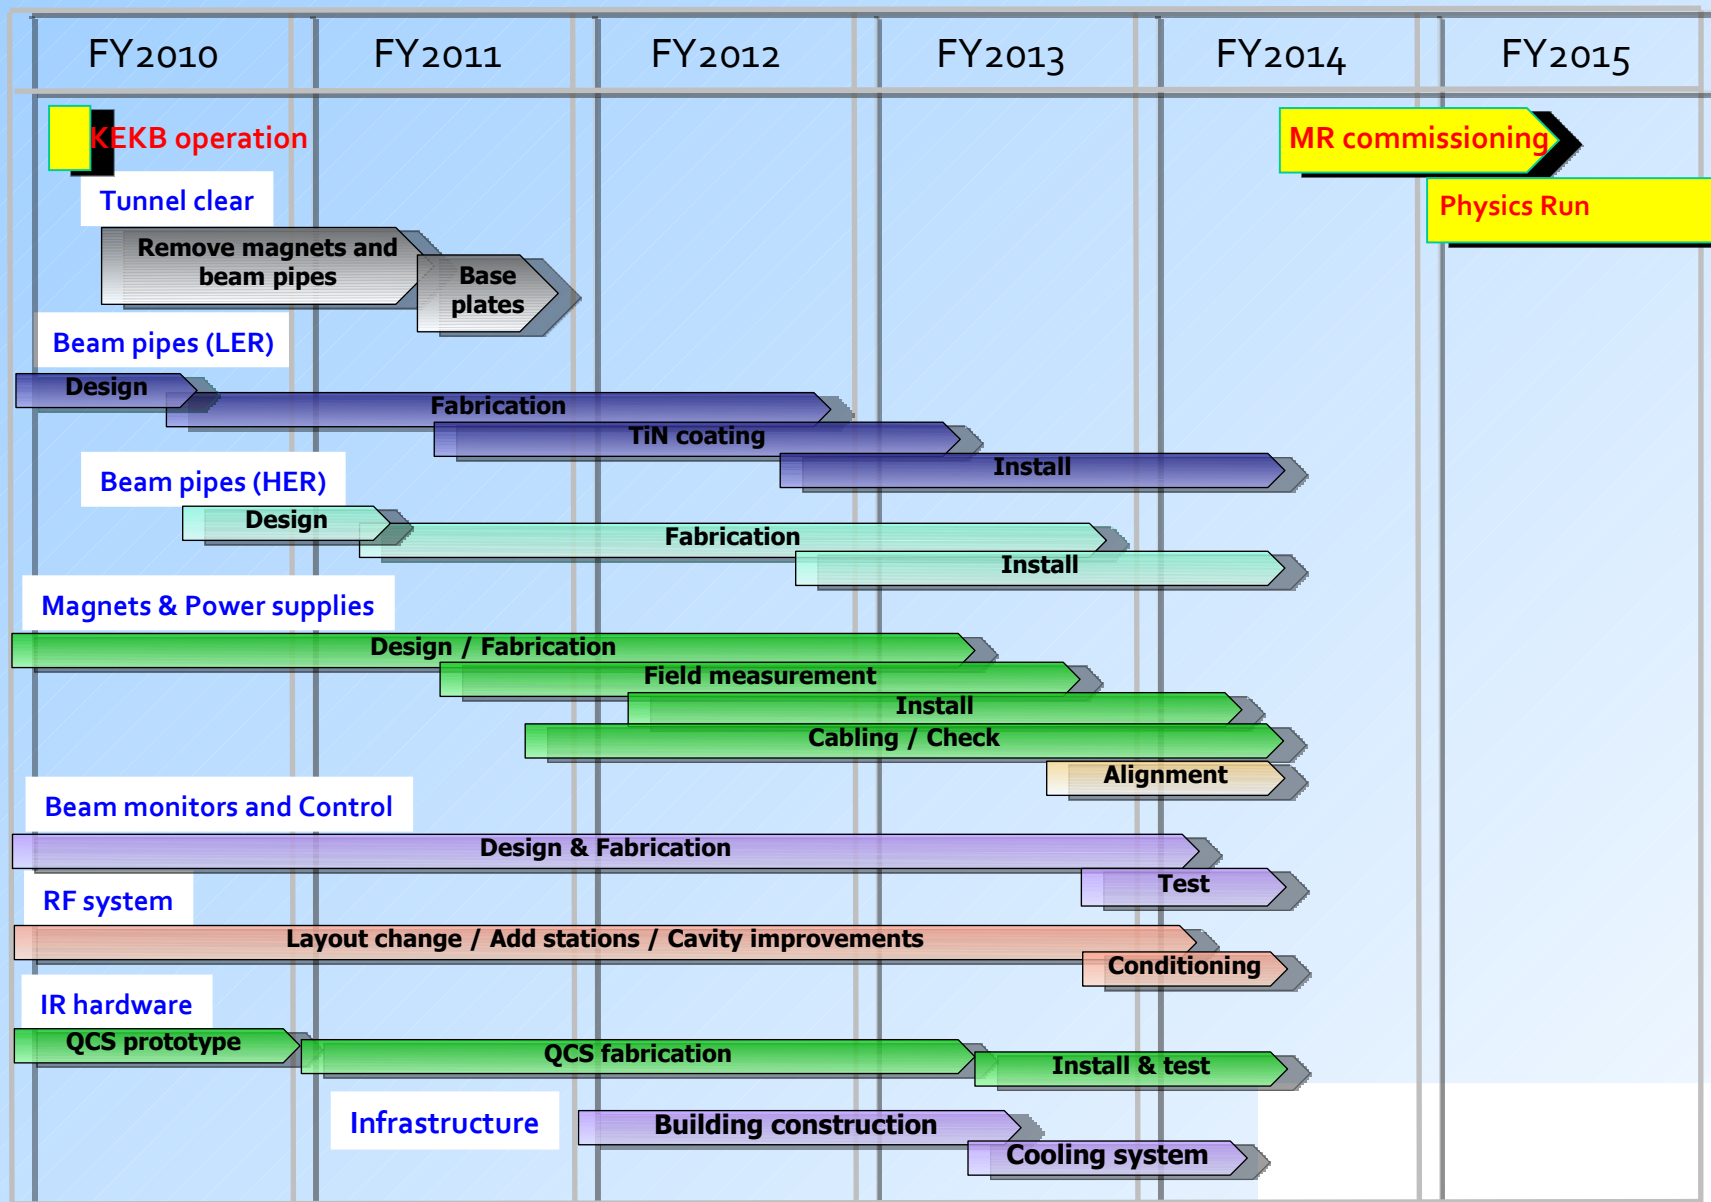 FY2010 FY2011 FY2012 FY2013 FY2014 FY2015
KEKB operation
MR commissioning
Tunnel clear
Physics Run
Remove magnets and
beam pipes
Base
plates
Beam pipes (LER)
Design
Fabrication
TiN coating
Install
Beam pipes (HER)
Design
Fabrication
Install
Magnets & Power supplies
Design / Fabrication
Field measurement
Install
Cabling / Check
Alignment
Beam monitors and Control
Design & Fabrication
Test
RF system
Layout change / Add stations / Cavity improvements
Conditioning
IR hardware
QCS prototype
QCS fabrication
Install & test
Infrastructure
Building construction
Cooling system